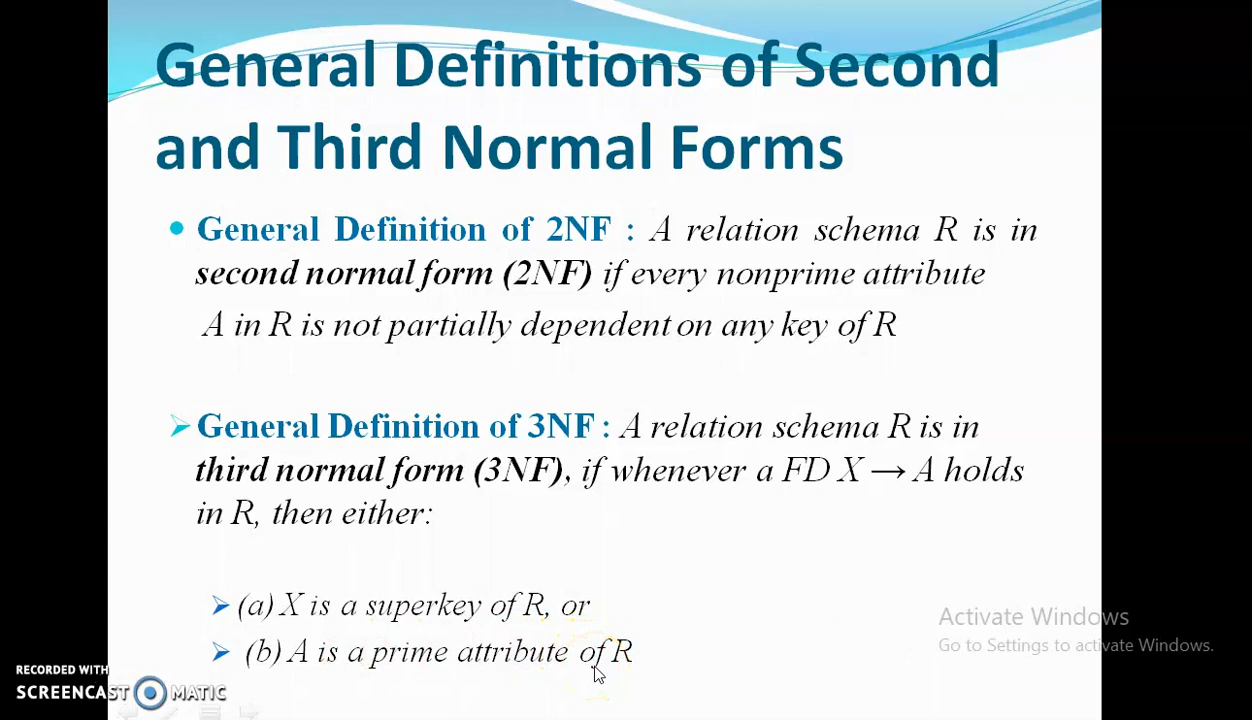 General Definitions of Second
and Third Normal Forms
• General Definition of 2NF : A relation schema R is in
second normal form (2NF) if every nonprime attribute
A in R is not partially dependent on any key of R
➢ General Definition of 3NF : A relation schema R is in
third normal form (3NF), if whenever a FD X → A holds
in R, then either:
➢ (a) X is a superkey of R, or
➢ (b) A is a prime attribute of R
Activate Windows
Go to Settings to activate Windows.
RECORDED WITH
SCREENCAST MATIC